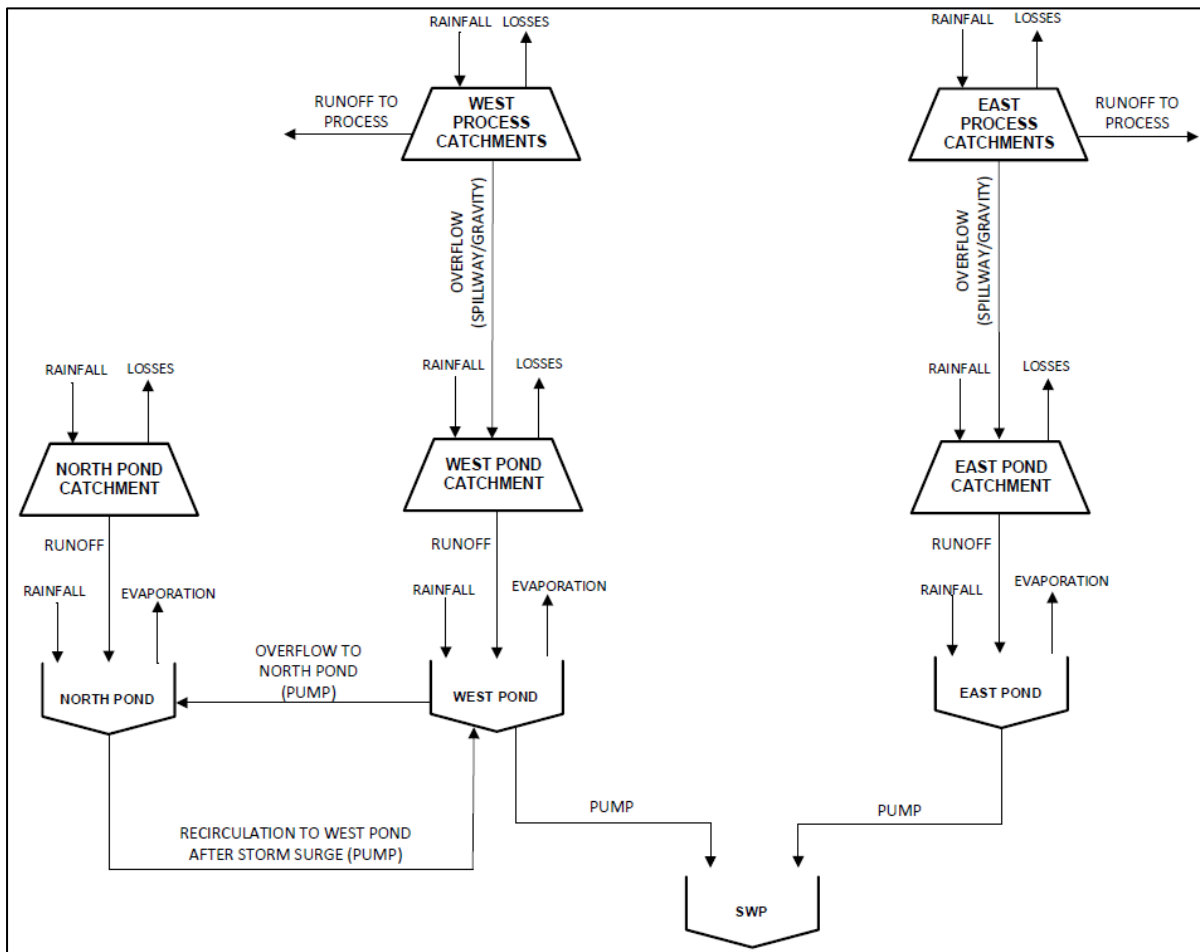 RAINFALL LOSSES
RAINFALL LOSSES
WEST
PROCESS
CATCHMENTS
EAST
PROCESS
CATCHMENTS
RUNOFF TO
PROCESS
RUNOFF TO
PROCESS
OVERFLOW
(SPILLWAY/GRAVITY)
OVERFLOW
(SPILLWAY/GRAVITY)
RAINFALL LOSSES
RAINFALL LOSSES
RAINFALL LOSSES
NORTH POND
CATCHMENT
WEST POND
CATCHMENT
EAST POND
CATCHMENT
RUNOFF
RUNOFF
RUNOFF
RAINFALL EVAPORATION
RAINFALL EVAPORATION
RAINFALL EVAPORATION
OVERFLOW TO
NORTH POND
(PUMP)
NORTH POND
WEST POND
EAST POND
PUMP
PUMP
RECIRCULATION TO WEST POND
AFTER STORM SURGE (PUMP)
SWP